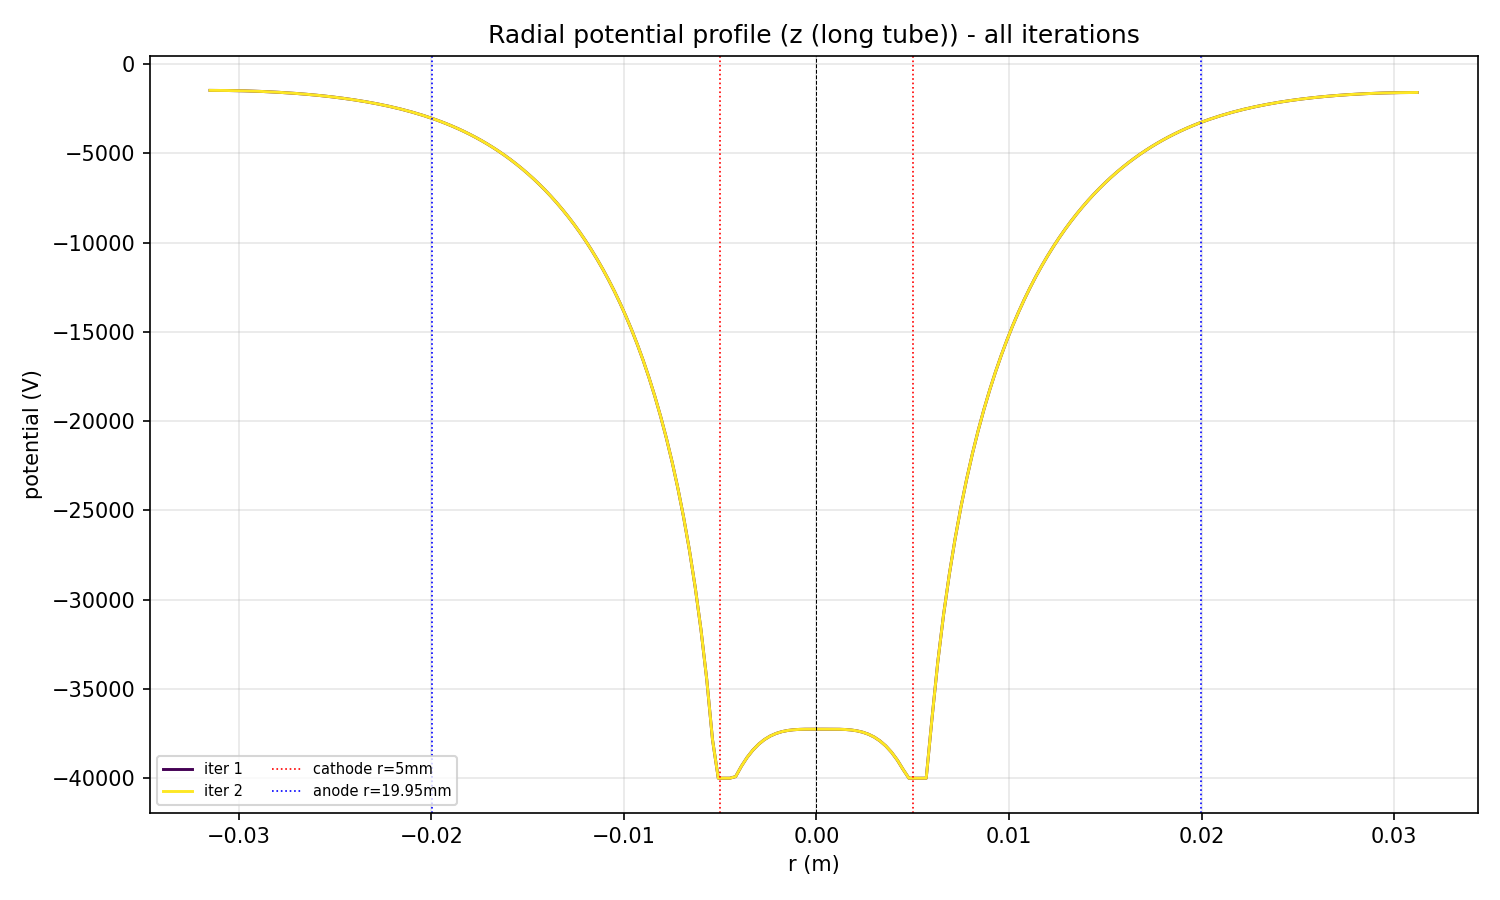 Radial potential profile (z (long tube)) - all iterations
potential (V)
0
−5000
−10000
−15000
−20000
−25000
−30000
−35000
−40000
iter 1
iter 2
cathode r=5mm
anode r=19.95mm
−0.03
−0.02
−0.01
0.00
0.01
0.02
0.03
r (m)